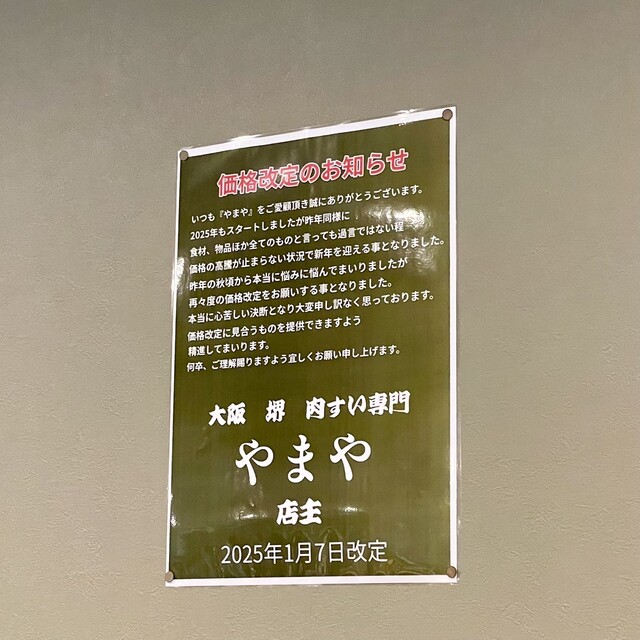 価格改定のお知らせ
いつも『やまや』をご愛顧頂き誠にありがとうございます。
2025年もスタートしましたが昨年同様に
食材、物品ほか全てのものと言っても過言ではない程
価格の高騰が止まらない状況で新年を迎える事となりました。
昨年の秋頃から本当に悩みに悩んでまいりましたが
再々度の価格改定をお願いする事となりました。
本当に心苦しい決断となり大変申し訳なく思っております。
価格改定に見合うものを提供できますよう
精進してまいります。
何卒、ご理解賜りますよう宜しくお願い申し上げます。
大阪 堺 肉すい専門
やまや
店主
2025年1月7日改定